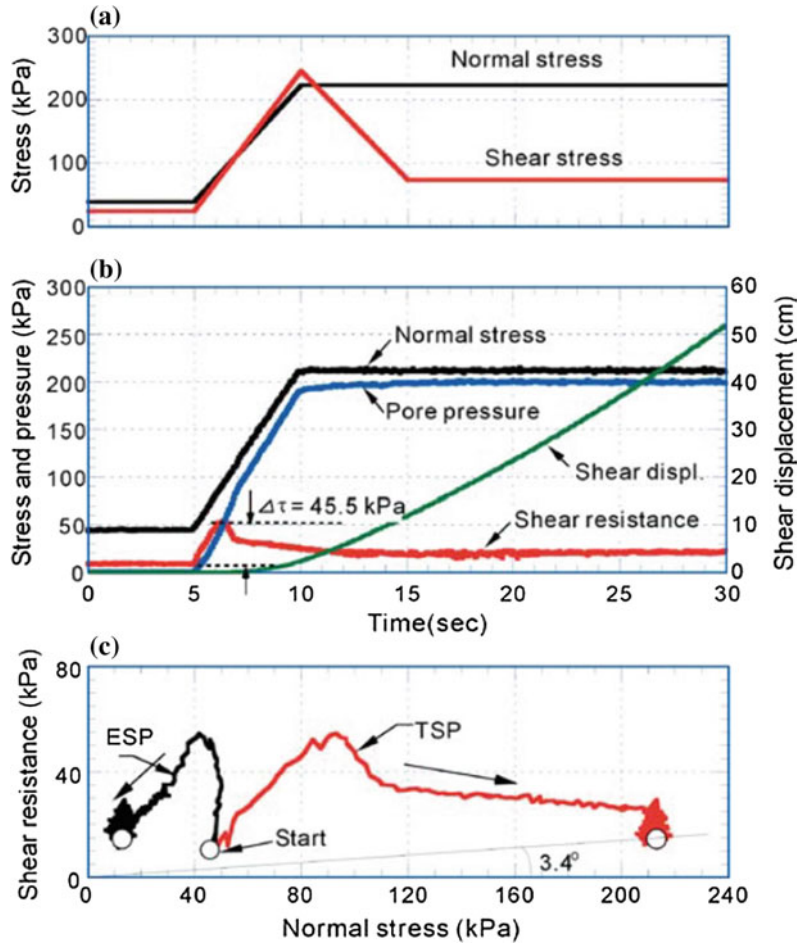 (a)
300
200
100
0
Stress (kPa)
Normal stress
Shear stress
(b)
300
250
200
150
100
50
0
Stress and pressure (kPa)
60
50
40
30
20
10
0
Shear displacement (cm)
Normal stress
Pore pressure
Δτ = 45.5 kPa
Shear displ.
Shear resistance
0 5 10 15 20 25 30
Time(sec)
(c)
80
40
0
Shear resistance (kPa)
ESP
TSP
Start
3.4°
0 40 80 120 160 200 240
Normal stress (kPa)